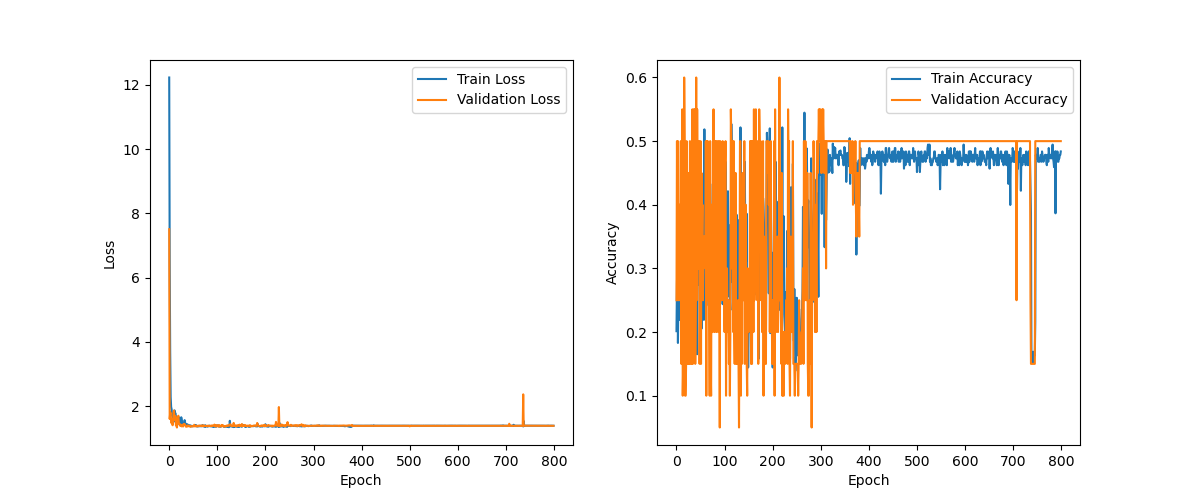 Train Loss
Validation Loss
12
10
8
6
4
2
Loss
0 100 200 300 400 500 600 700 800
Epoch
Train Accuracy
Validation Accuracy
0.6
0.5
0.4
0.3
0.2
0.1
Accuracy
0 100 200 300 400 500 600 700 800
Epoch